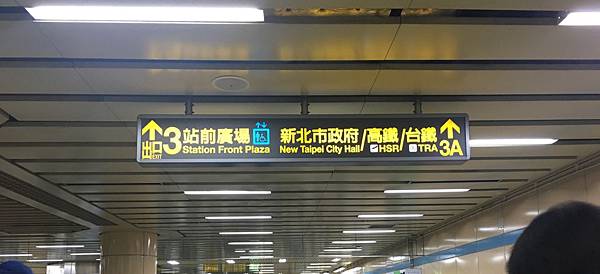 出口 EXIT 3 站前廣場 新北市政府/高鐵/台鐵
Station Front Plaza New Taipei City Hall/HSR/TRA 3A